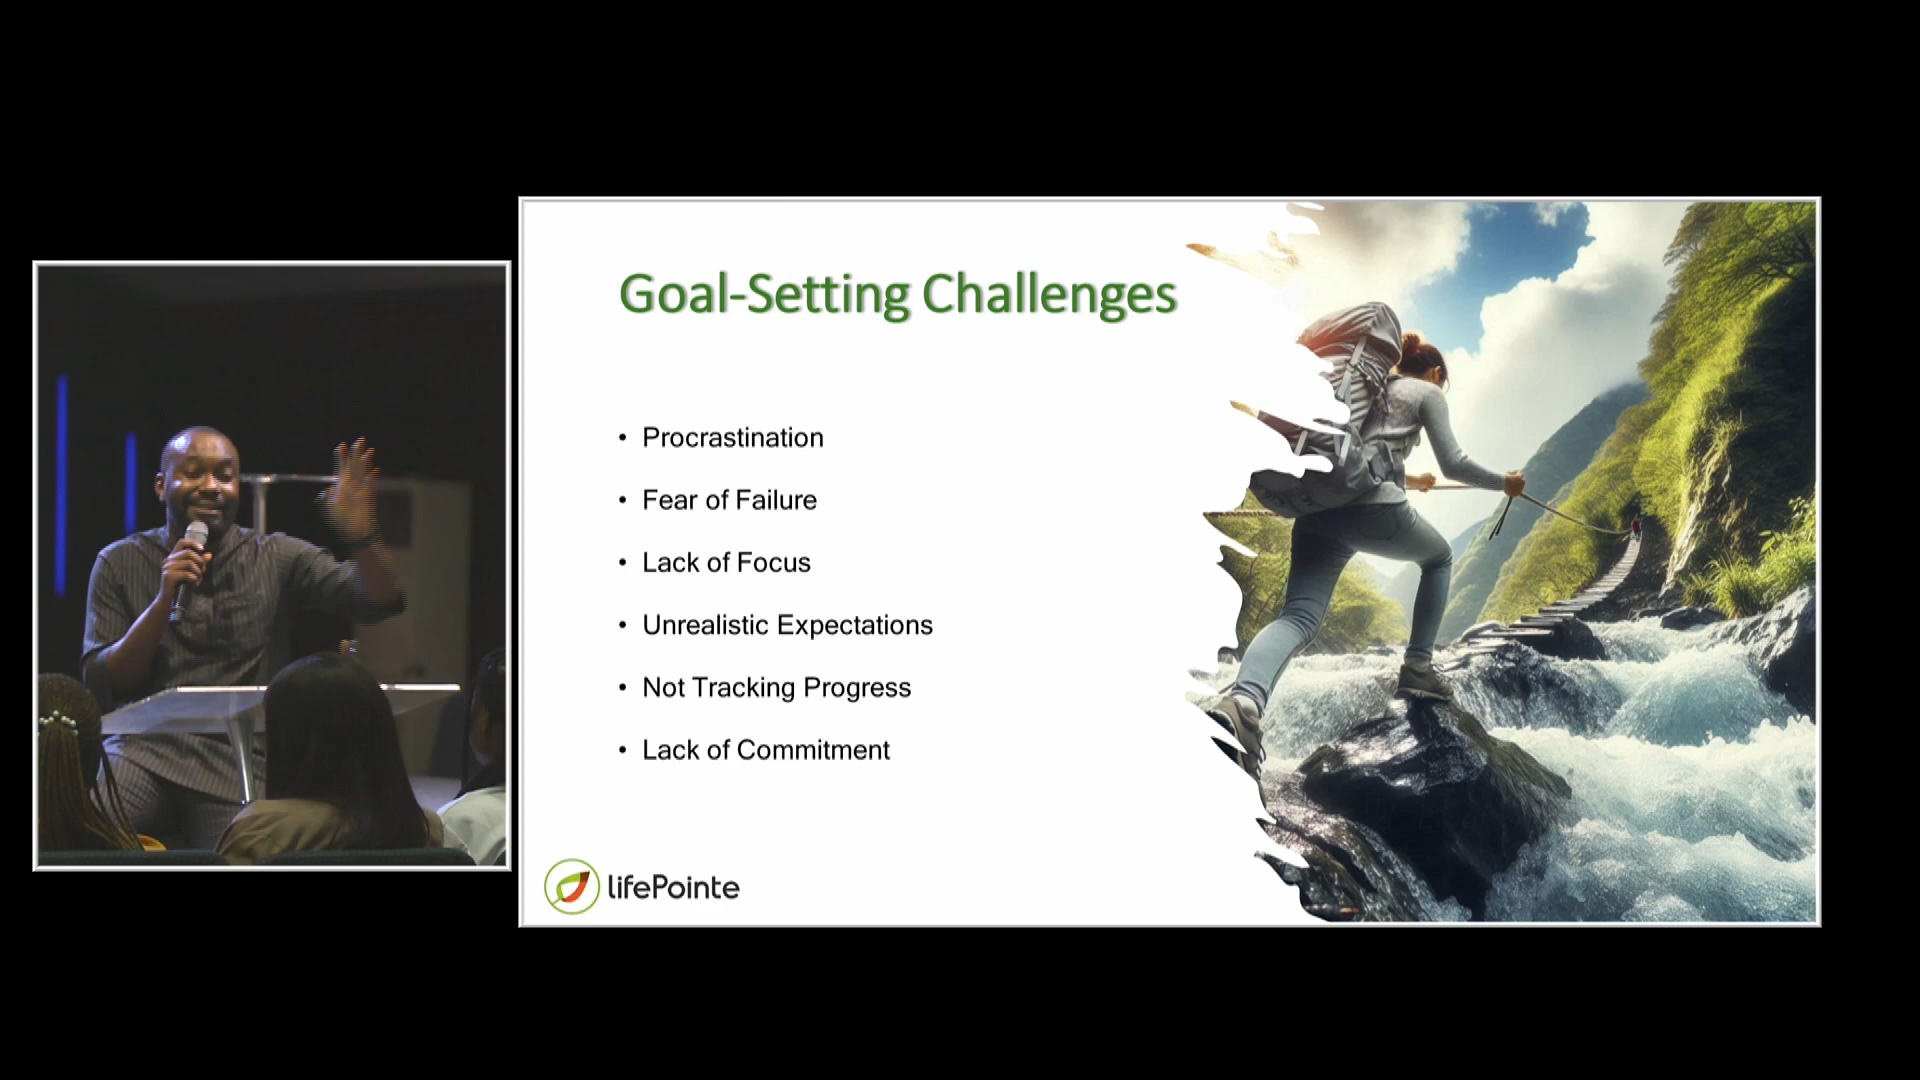 Goal-Setting Challenges
• Procrastination
• Fear of Failure
• Lack of Focus
• Unrealistic Expectations
• Not Tracking Progress
• Lack of Commitment
lifePointe